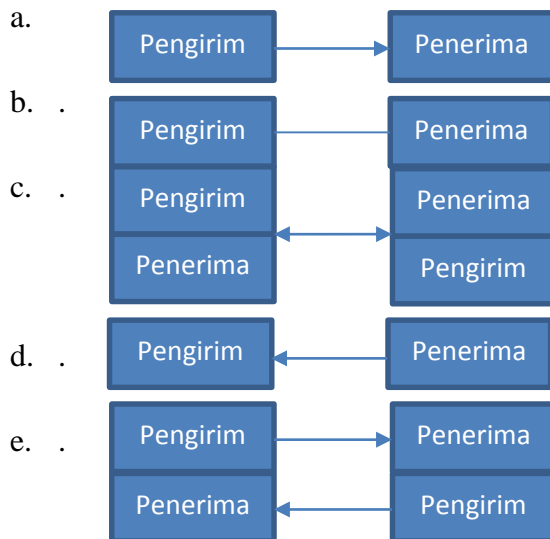 a.
Pengirim Penerima
b. .
Pengirim Penerima
c. .
Pengirim Penerima
Penerima Pengirim
d. .
Pengirim Penerima
e. .
Pengirim Penerima
Penerima Pengirim